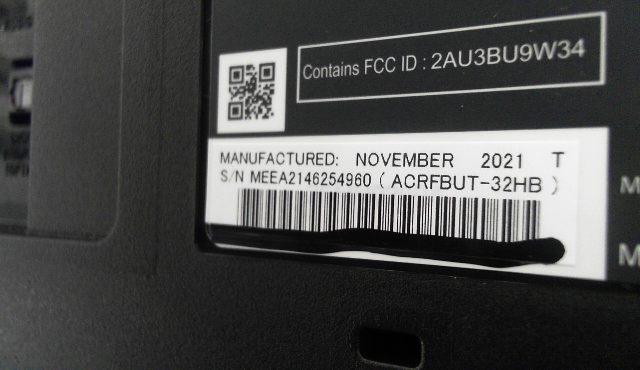 Contains FCC ID : 2AU3BU9W34
MANUFACTURED: NOVEMBER 2021 T
S/N MEEA2146254960 ( ACRFBUT-32HB )
M
M